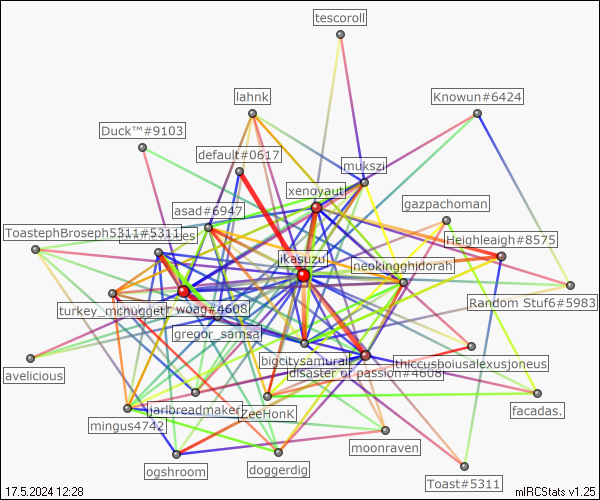 tescoroll
lahnk
Knowun#6424
Duck™#9103
default#0617
mukszi
xenoyaut
gazpachoman
asad#6947
ToastephBroseph5311#5311
Heighleaigh#8575
ikasuzu
neokingghidorah
Random Stuf6#5983
turkey_mcnugget
woag#4608
gregor_samsa
bigcitysamurai
thiccusboiusalexusjoneus
disaster of passion#4608
avelicious
jaribreadmaker
ZeeHonK
facadas.
mingus4742
moonraven
ogshroom
doggerdig
Toast#5311
17.5.2024 12:28
mIRCStats v1.25